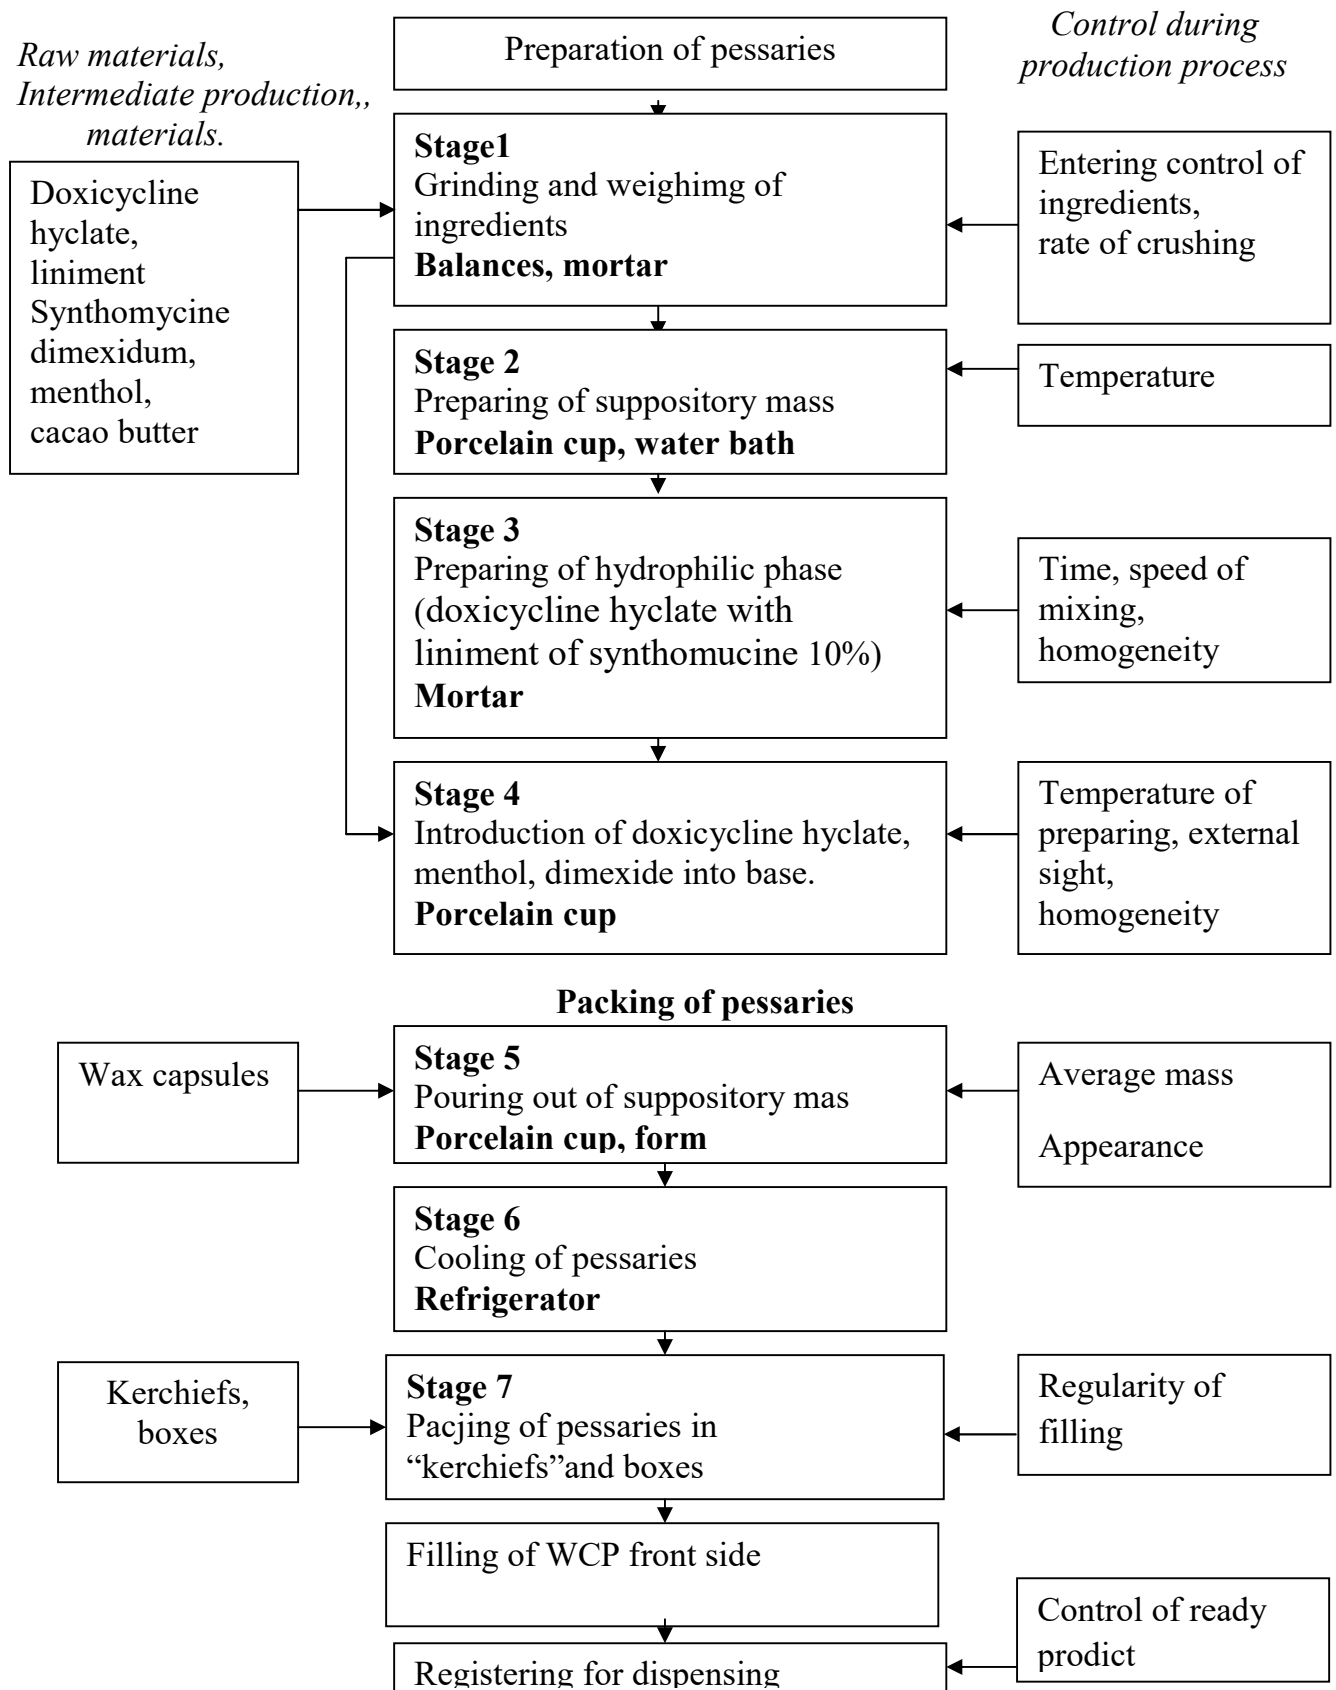 Raw materials,
Intermediate production,,
materials.
Preparation of pessaries
Control during
production process
Doxicycline
hyclate,
liniment
Synthomycine
dimexidum,
menthol,
cacao butter
Stage1
Grinding and weighimg of
ingredients
Balances, mortar
Entering control of
ingredients,
rate of crushing
Stage 2
Preparing of suppository mass
Porcelain cup, water bath
Temperature
Stage 3
Preparing of hydrophilic phase
(doxicycline hyclate with
liniment of synthomucine 10%)
Mortar
Time, speed of
mixing,
homogeneity
Stage 4
Introduction of doxicycline hyclate,
menthol, dimexide into base.
Porcelain cup
Temperature of
preparing, external
sight,
homogeneity
Packing of pessaries
Wax capsules
Stage 5
Pouring out of suppository mas
Porcelain cup, form
Average mass
Appearance
Stage 6
Cooling of pessaries
Refrigerator
Kerchiefs,
boxes
Stage 7
Pacjing of pessaries in
“kerchiefs”and boxes
Regularity of
filling
Filling of WCP front side
Control of ready
prodict
Registering for dispensing